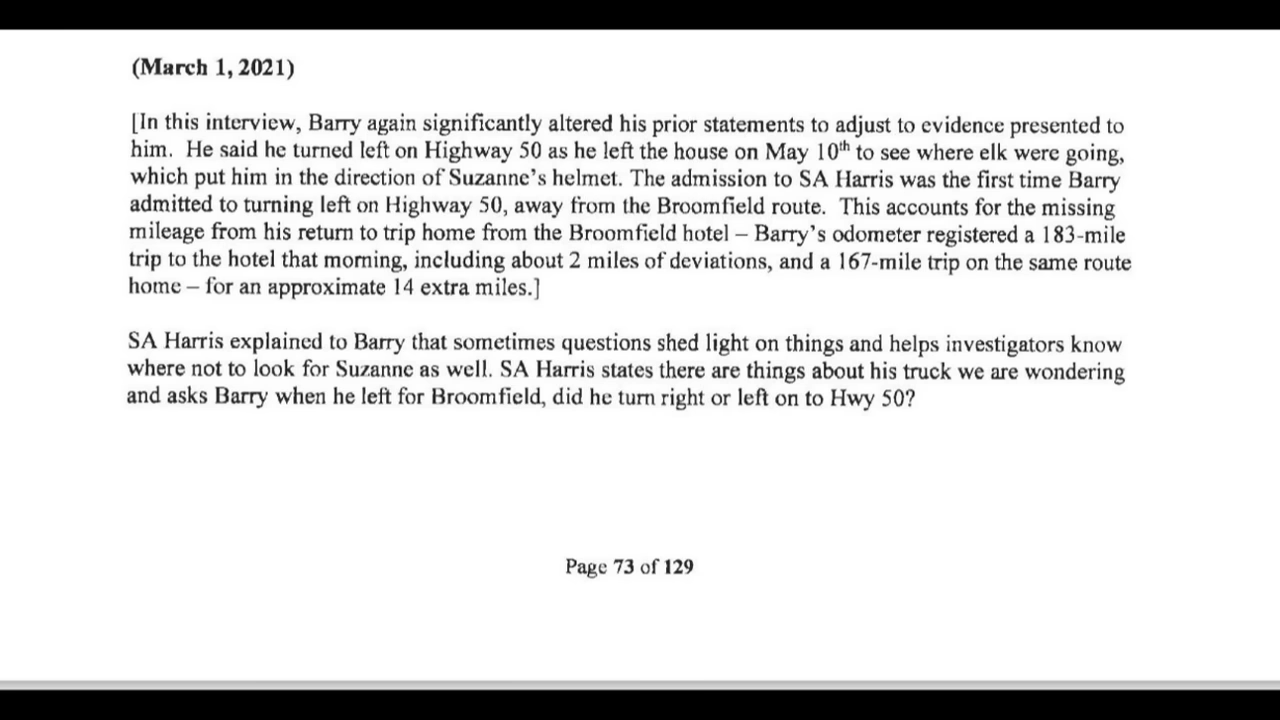 (March 1, 2021)
[In this interview, Barry again significantly altered his prior statements to adjust to evidence presented to
him. He said he turned left on Highway 50 as he left the house on May 10th to see where elk were going,
which put him in the direction of Suzanne's helmet. The admission to SA Harris was the first time Barry
admitted to turning left on Highway 50, away from the Broomfield route. This accounts for the missing
mileage from his return to trip home from the Broomfield hotel – Barry's odometer registered a 183-mile
trip to the hotel that morning, including about 2 miles of deviations, and a 167-mile trip on the same route
home – for an approximate 14 extra miles.]
SA Harris explained to Barry that sometimes questions shed light on things and helps investigators know
where not to look for Suzanne as well. SA Harris states there are things about his truck we are wondering
and asks Barry when he left for Broomfield, did he turn right or left on to Hwy 50?
Page 73 of 129